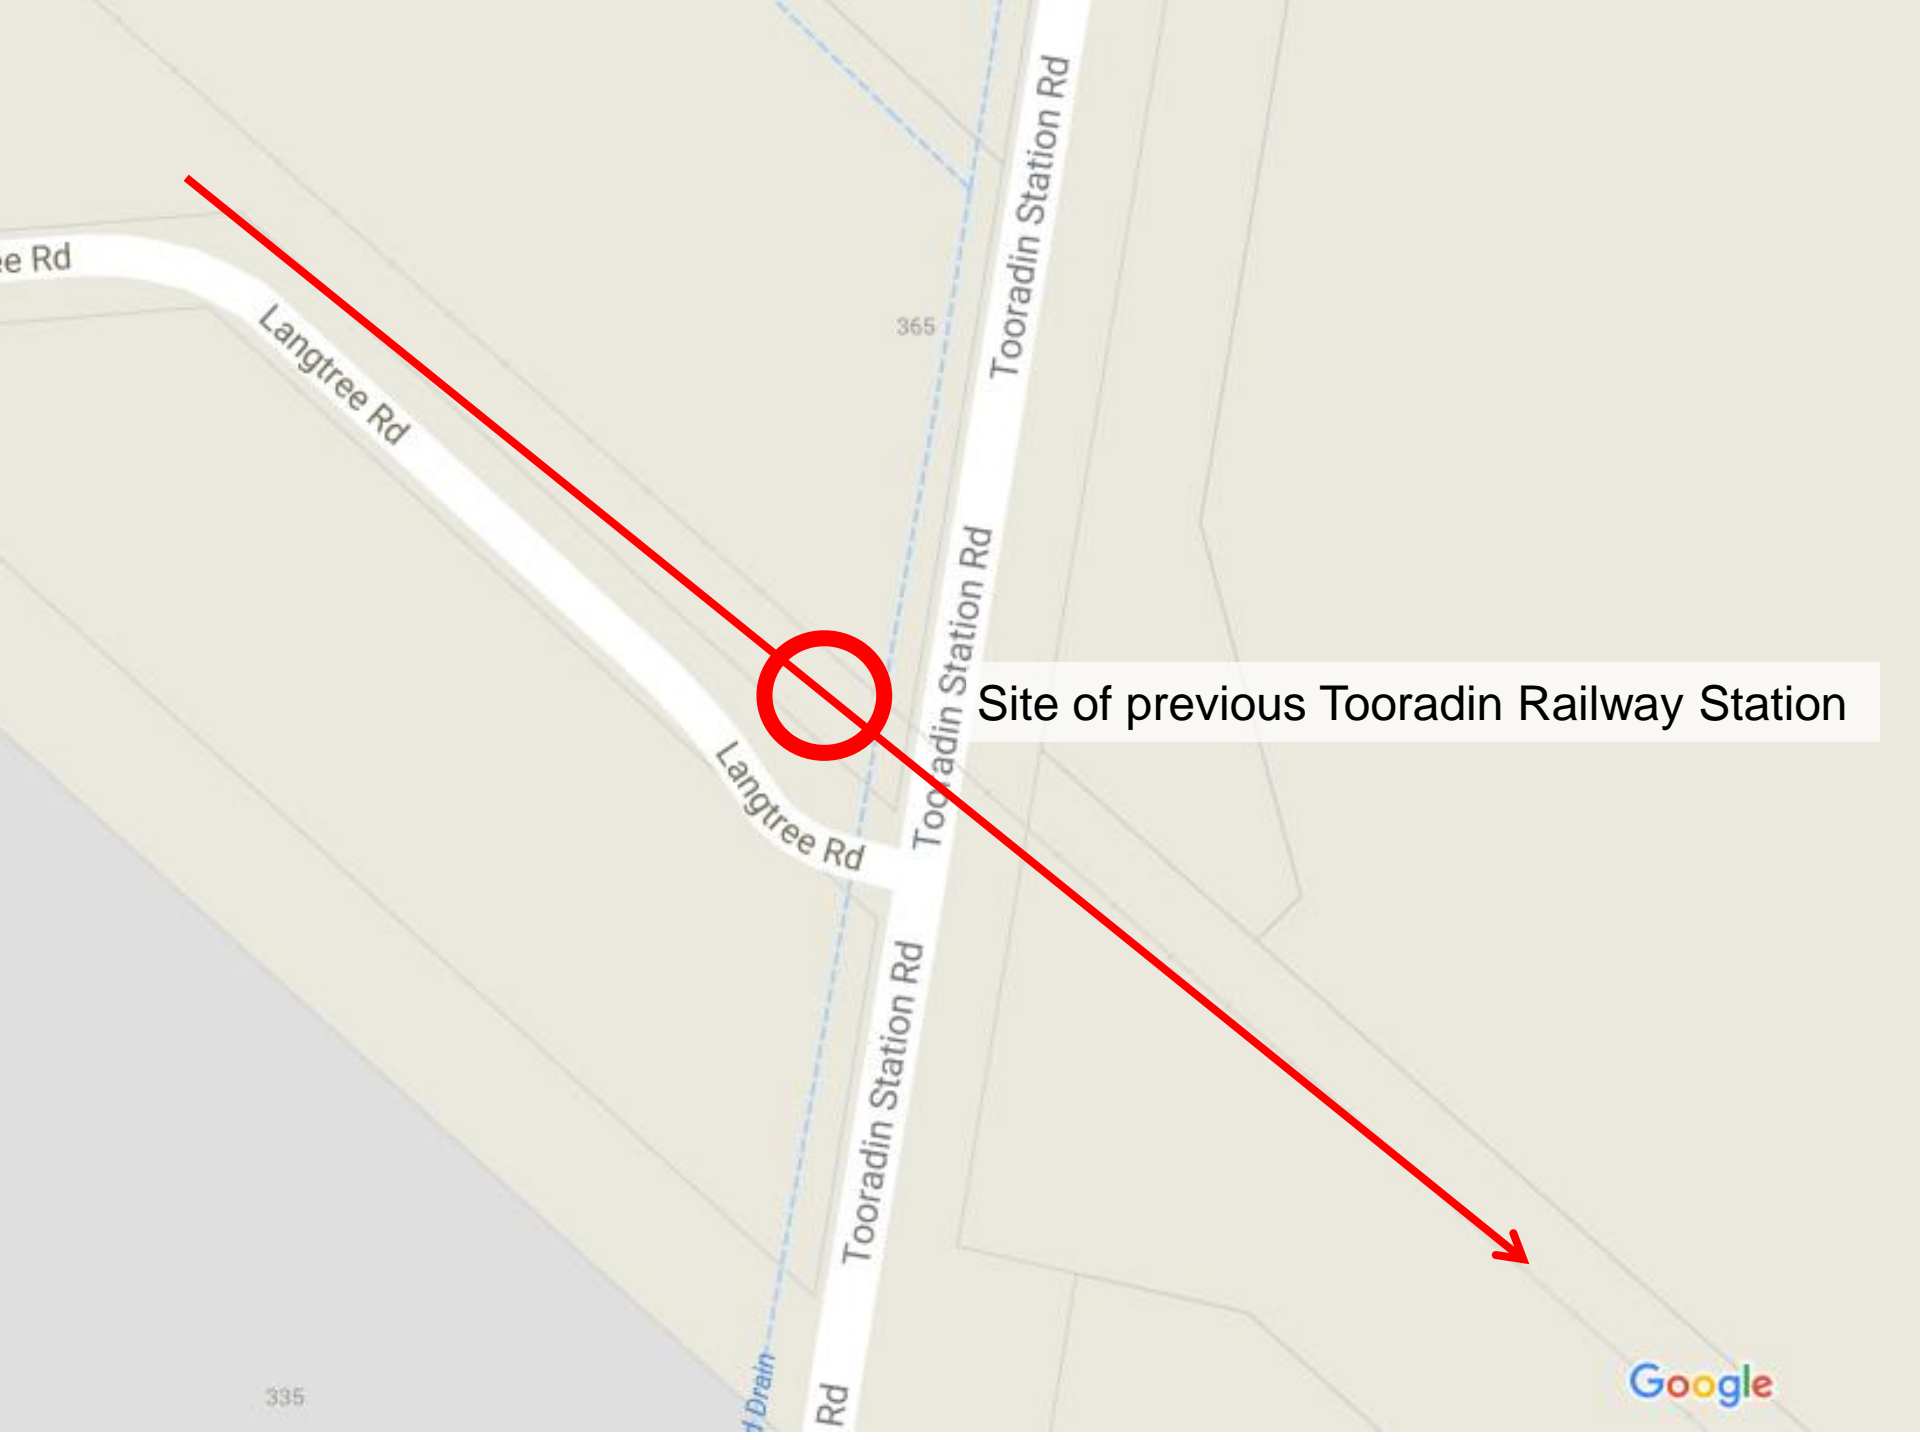 Tooradin Station Rd
ee Rd
Langtree Rd
365
Tooradin Station Rd
Site of previous Tooradin Railway Station
Langtree Rd
Tooradin Station Rd
335
d Drain
Rd
Google